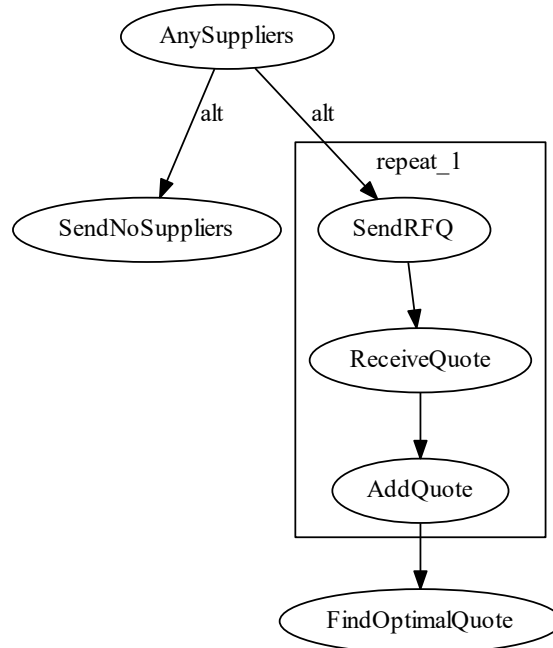 AnySuppliers
alt
alt
repeat_1
SendNoSuppliers
SendRFQ
ReceiveQuote
AddQuote
FindOptimalQuote